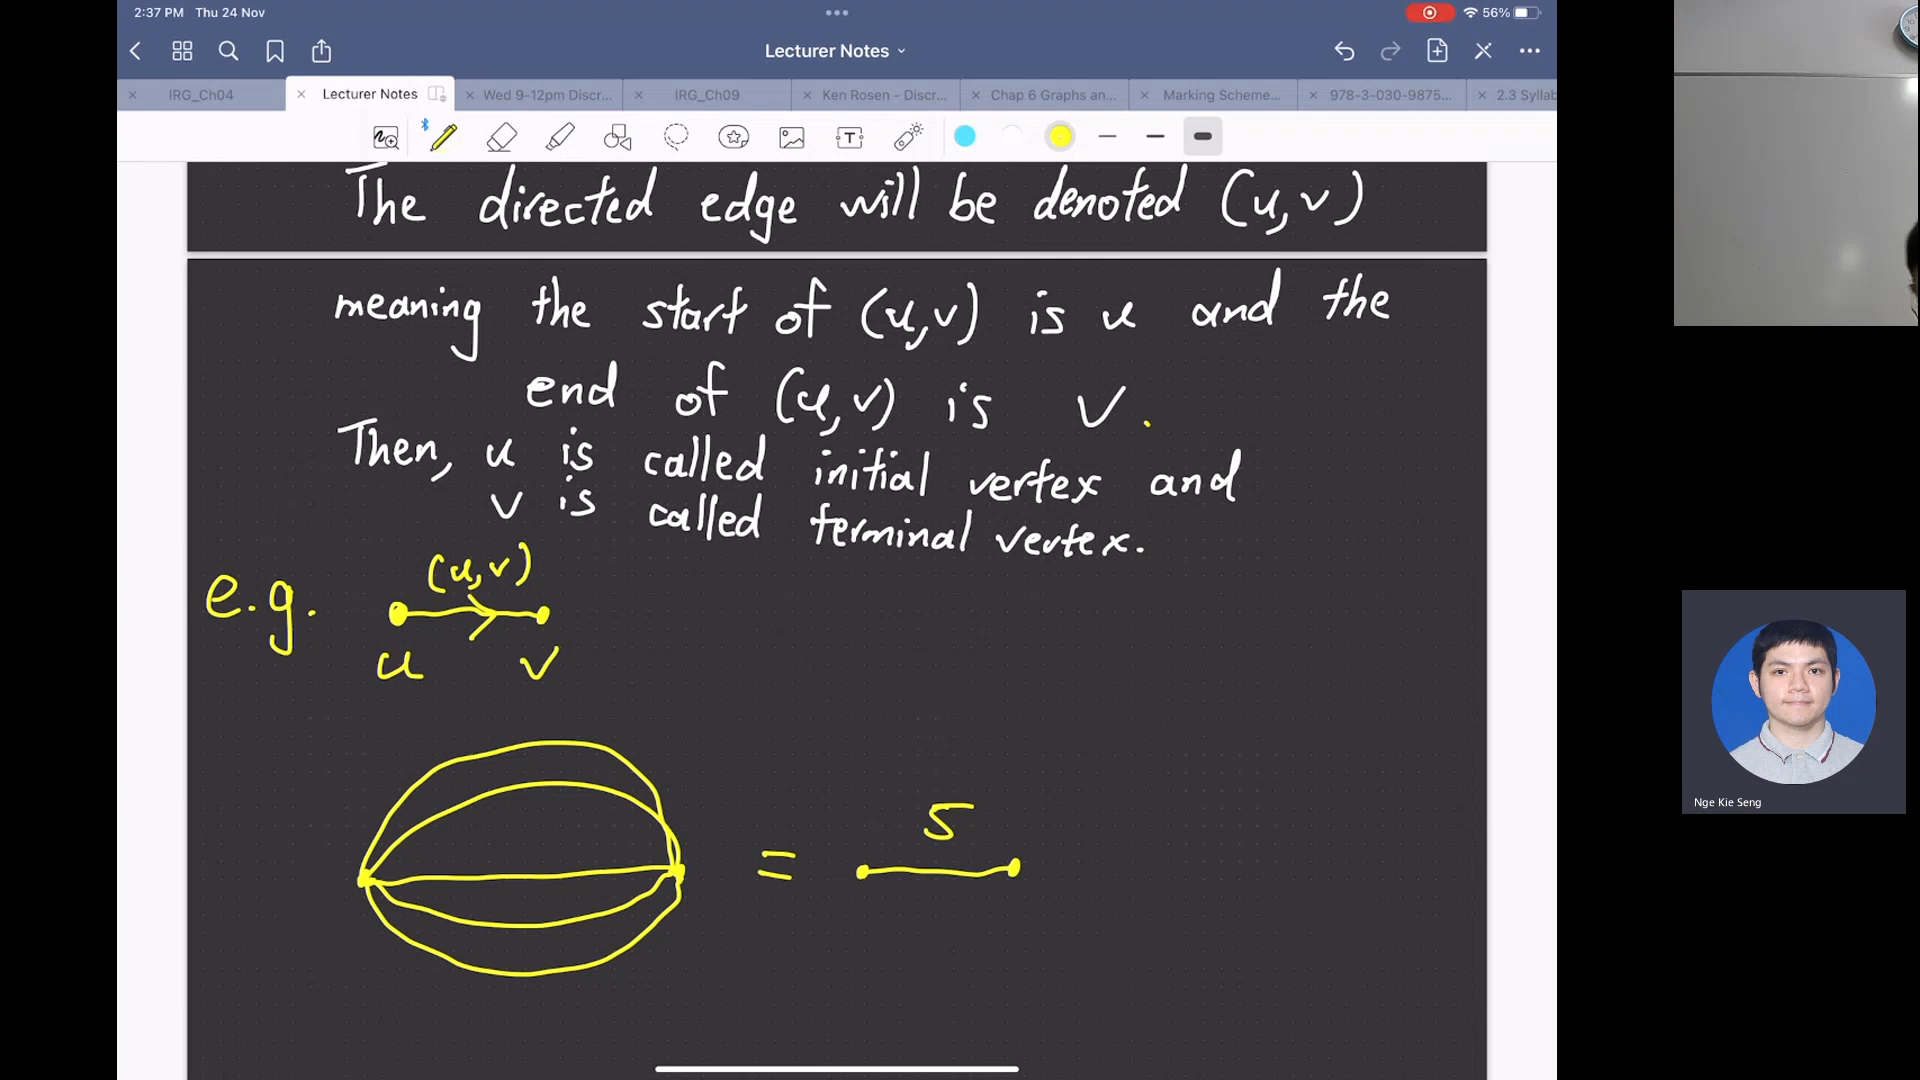 2:37 PM Thu 24 Nov
56%
Lecturer Notes
IRG_Ch04
Lecturer Notes
Wed 9-12pm Discr...
IRG_Ch09
Ken Rosen - Discr...
Chap 6 Graphs an...
Marking Scheme...
978-3-030-9875...
2.3 Syllab
The directed edge will be denoted (u,v)
meaning the start of (u,v) is u and the
end of (u,v) is v.
Then, u is called initial vertex and
v is called terminal vertex.
e.g.
(u,v)
u v
= 5
Nge Kie Seng